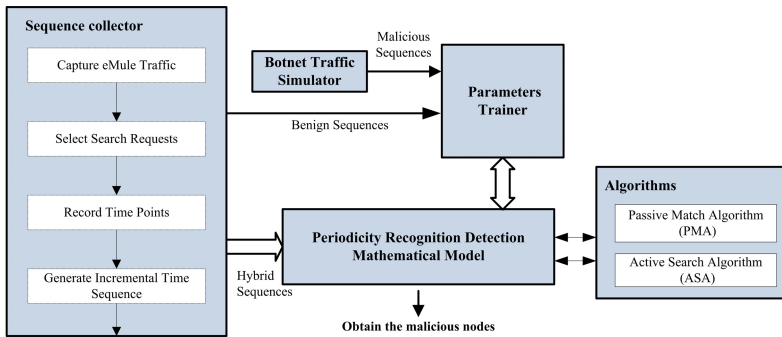 Sequence collector
Capture eMule Traffic
Select Search Requests
Record Time Points
Generate Incremental Time
Sequence
Botnet Traffic
Simulator
Malicious
Sequences
Benign Sequences
Parameters
Trainer
Hybrid
Sequences
Periodicity Recognition Detection
Mathematical Model
Obtain the malicious nodes
Algorithms
Passive Match Algorithm
(PMA)
Active Search Algorithm
(ASA)